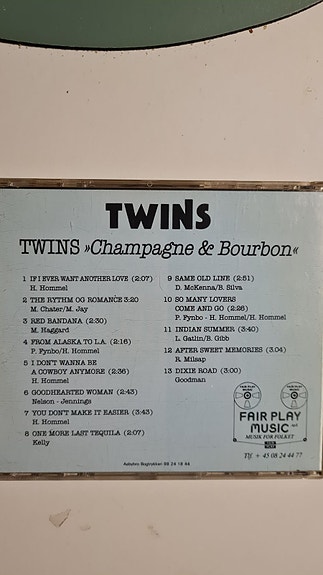 TWINS
TWINS »Champagne & Bourbon«
1 IF I EVER WANT ANOTHER LOVE (2:07)
H. Hommel
2 THE RYTHM OG ROMANCE 3:20
M. Chater/M. Jay
3 RED BANDANA (2:30)
M. Haggard
4 FROM ALASKA TO L.A. (2:16)
P. Fynbo/H. Hommel
5 I DON'T WANNA BE
A COWBOY ANYMORE (2:36)
H. Hommel
6 GOODHEARTED WOMAN (2:43)
Nelson - Jennings
7 YOU DON'T MAKE IT EASIER (3:43)
H. Hommel
8 ONE MORE LAST TEQUILA (2:07)
Kelly
9 SAME OLD LINE (2:51)
D. McKenna/B. Silva
10 SO MANY LOVERS
COME AND GO (2:26)
P. Fynbo - H. Hommel/H. Hommel
11 INDIAN SUMMER (3:40)
L. Gatlin/B. Gibb
12 AFTER SWEET MEMORIES (3.04)
R. Milsap
13 DIXIE ROAD (3:00)
Goodman
FAIR PLAY
MUSIC
MUSIK FOR FOLKET
Tlf. + 45 08 24 44 77
Aabybro Bogtrykkeri 98 24 18 44